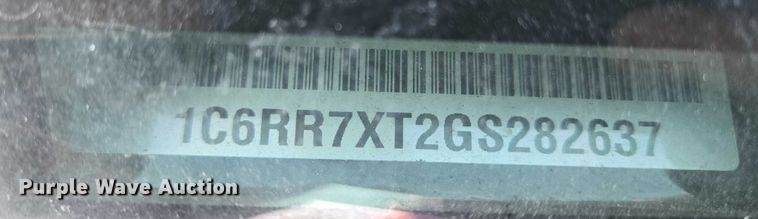 1C6RR7XT2GS282637
Purple Wave Auction